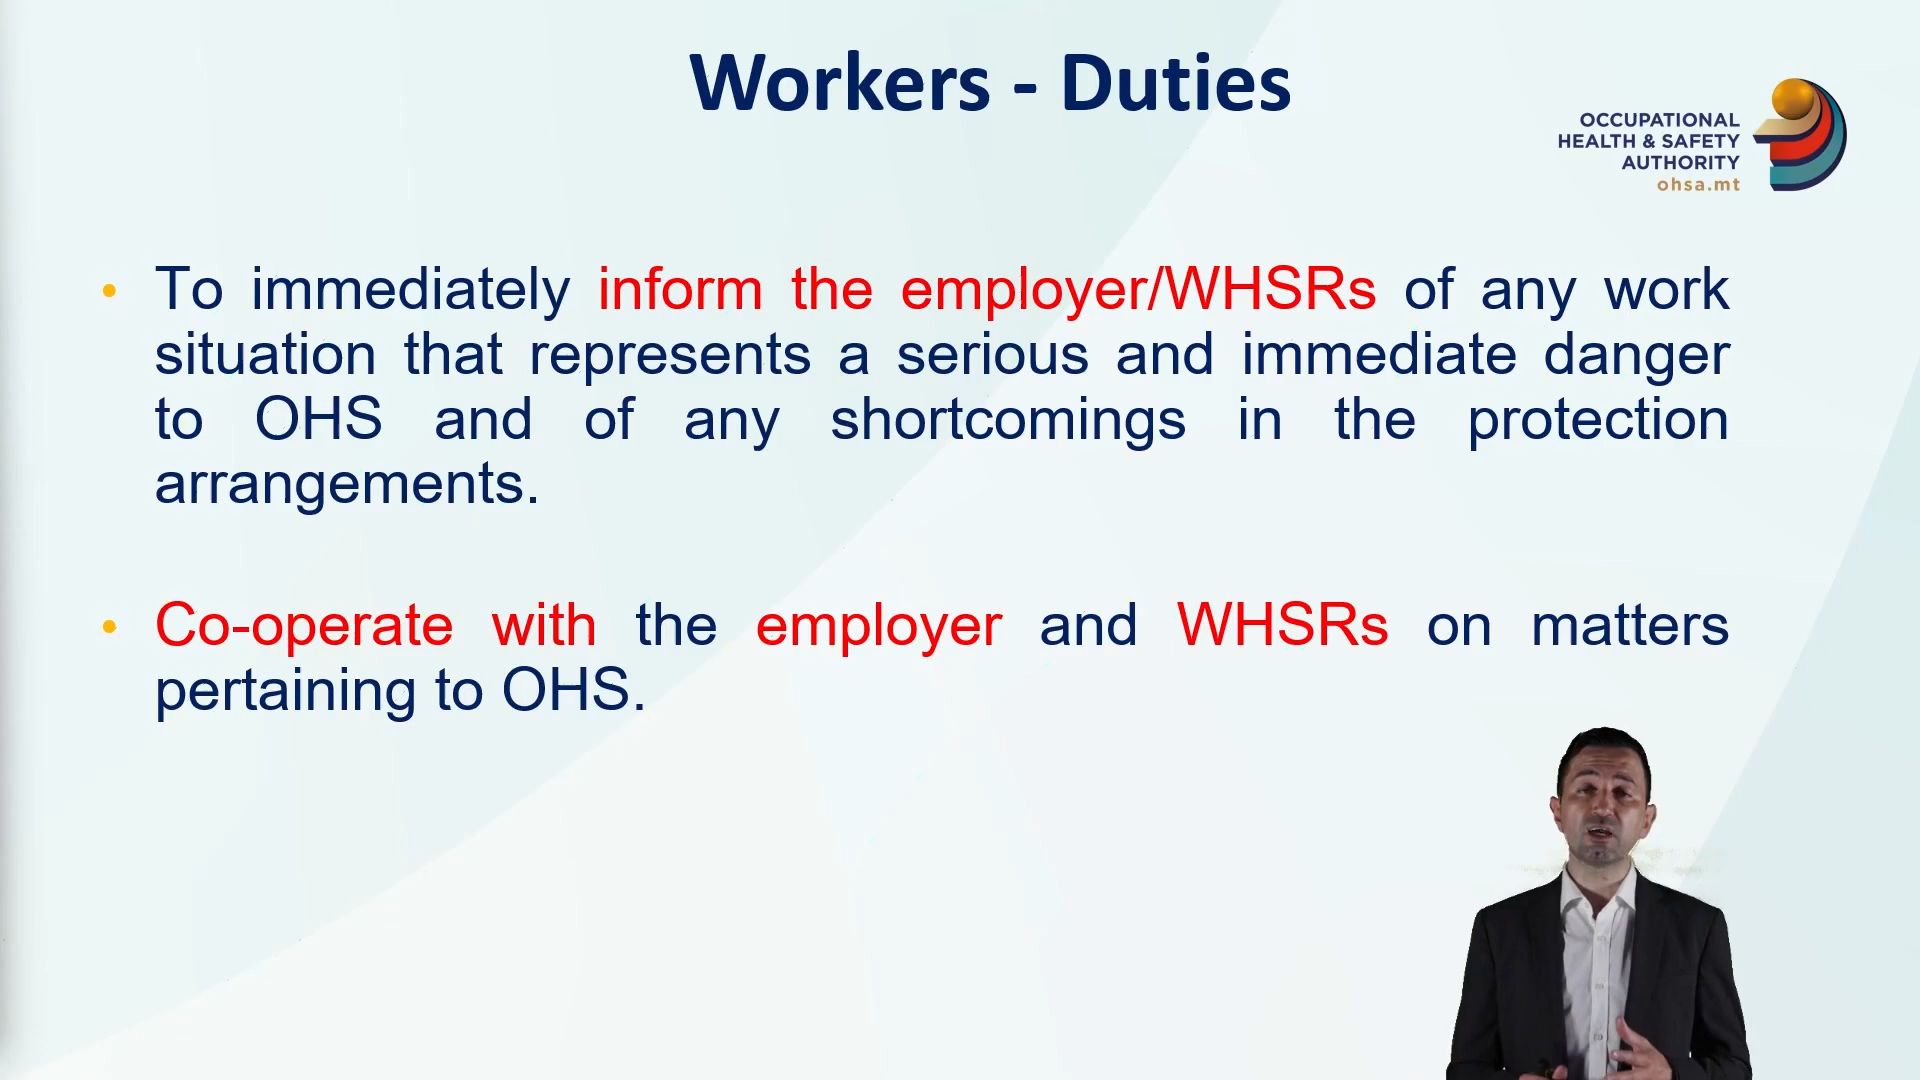 Workers - Duties
OCCUPATIONAL
HEALTH & SAFETY
AUTHORITY
ohsa.mt
• To immediately inform the employer/WHSRs of any work
situation that represents a serious and immediate danger
to OHS and of any shortcomings in the protection
arrangements.
• Co-operate with the employer and WHSRs on matters
pertaining to OHS.